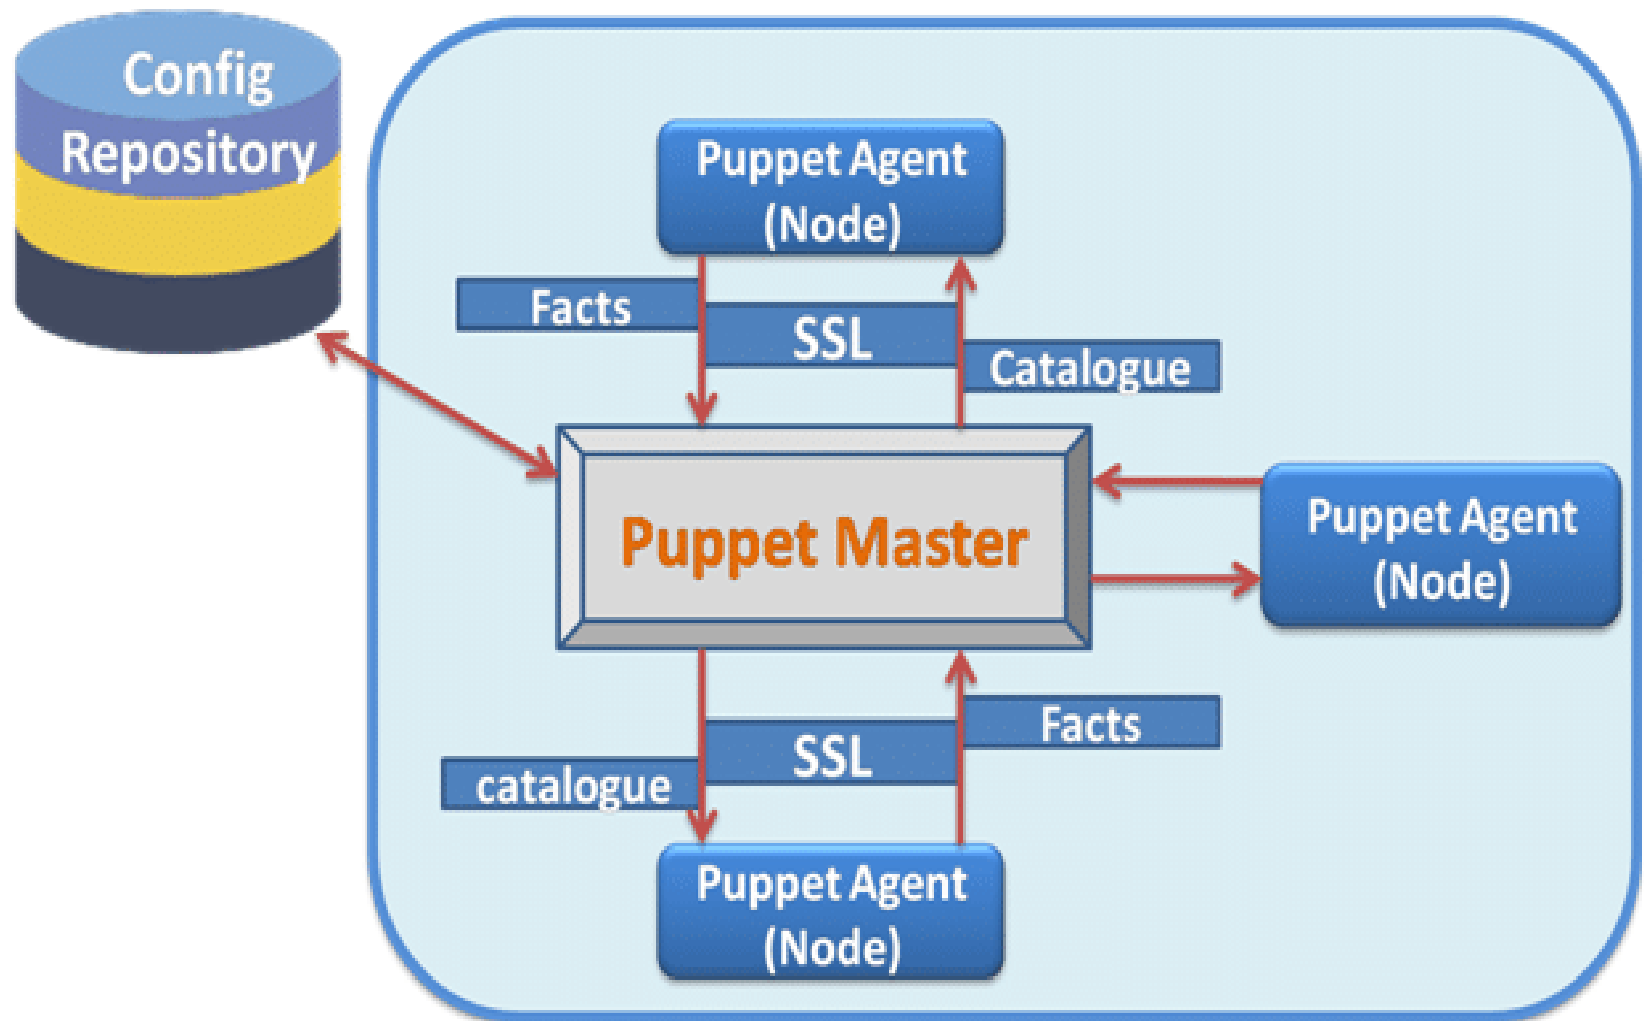 Config
Repository
Puppet Agent
(Node)
Facts
SSL
Catalogue
Puppet Master
Puppet Agent
(Node)
Facts
SSL
catalogue
Puppet Agent
(Node)